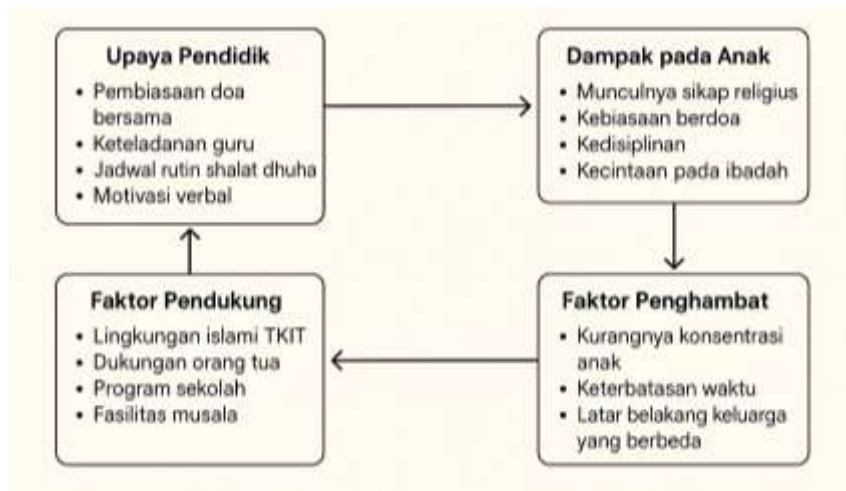 Upaya Pendidik
• Pembiasaan doa
bersama
• Keteladanan guru
• Jadwal rutin shalat dhuha
• Motivasi verbal
Dampak pada Anak
• Munculnya sikap religius
• Kebiasaan berdoa
• Kedisiplinan
• Kecintaan pada ibadah
Faktor Pendukung
• Lingkungan islami TKIT
• Dukungan orang tua
• Program sekolah
• Fasilitas musala
Faktor Penghambat
• Kurangnya konsentrasi
anak
• Keterbatasan waktu
• Latar belakang keluarga
yang berbeda